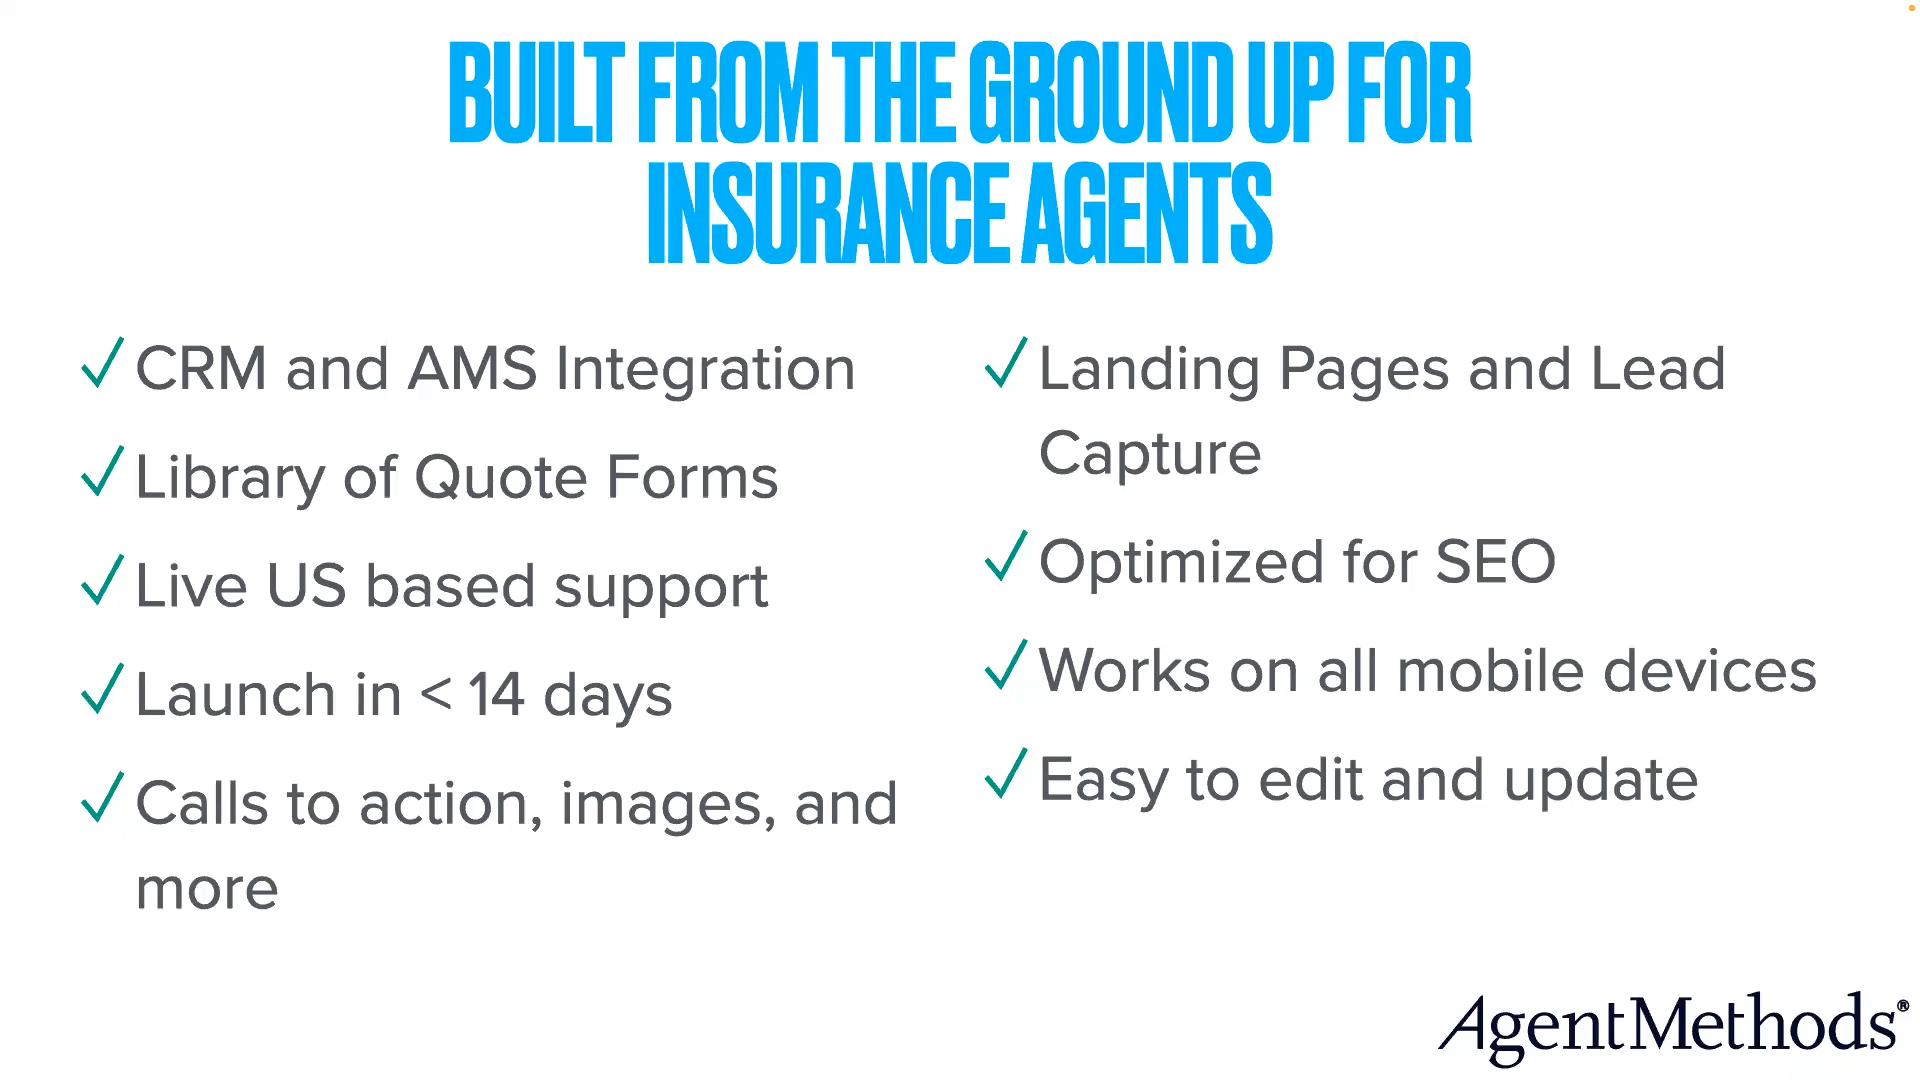 BUILT FROM THE GROUND UP FOR
INSURANCE AGENTS
✓ CRM and AMS Integration
✓ Library of Quote Forms
✓ Live US based support
✓ Launch in < 14 days
✓ Calls to action, images, and
more
✓ Landing Pages and Lead
Capture
✓ Optimized for SEO
✓ Works on all mobile devices
✓ Easy to edit and update
AgentMethods®